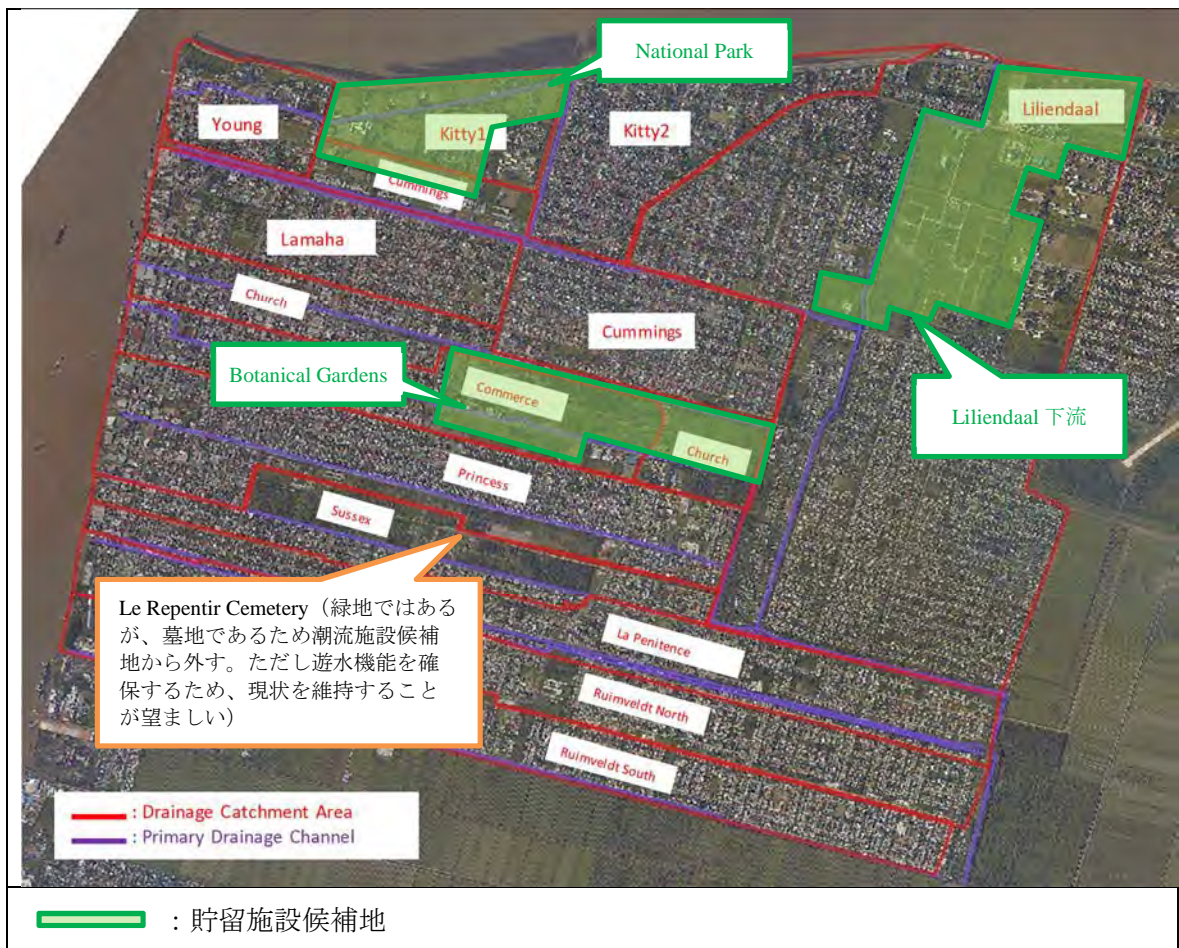 National Park
Young
Kitty1
Kitty2
Liliendaal
Cummings
Lamaha
Church
Cummings
Botanical Gardens
Commerce
Church
Liliendaal 下流
Princess
Sussex
Le Repentir Cemetery（緑地ではある
が、墓地であるため潮流施設候補
地から外す。ただし遊水機能を確
保するため、現状を維持すること
が望ましい）
La Penitence
Ruimveldt North
Ruimveldt South
: Drainage Catchment Area
: Primary Drainage Channel
：貯留施設候補地